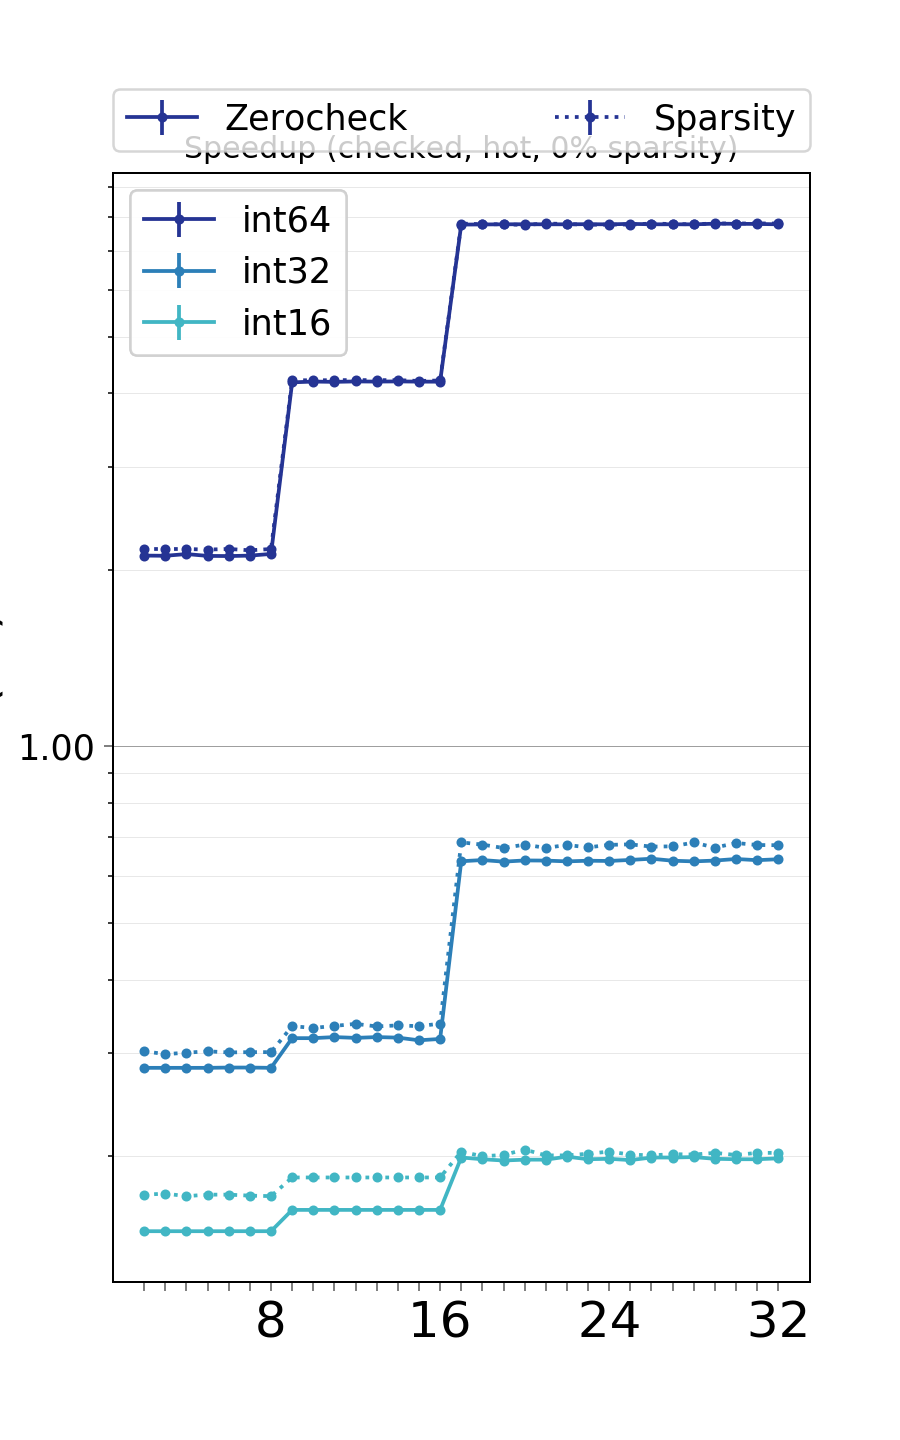 Zerocheck Sparsity
Speedup (checked, hot, 0% sparsity)
int64
int32
int16
1.00
8 16 24 32